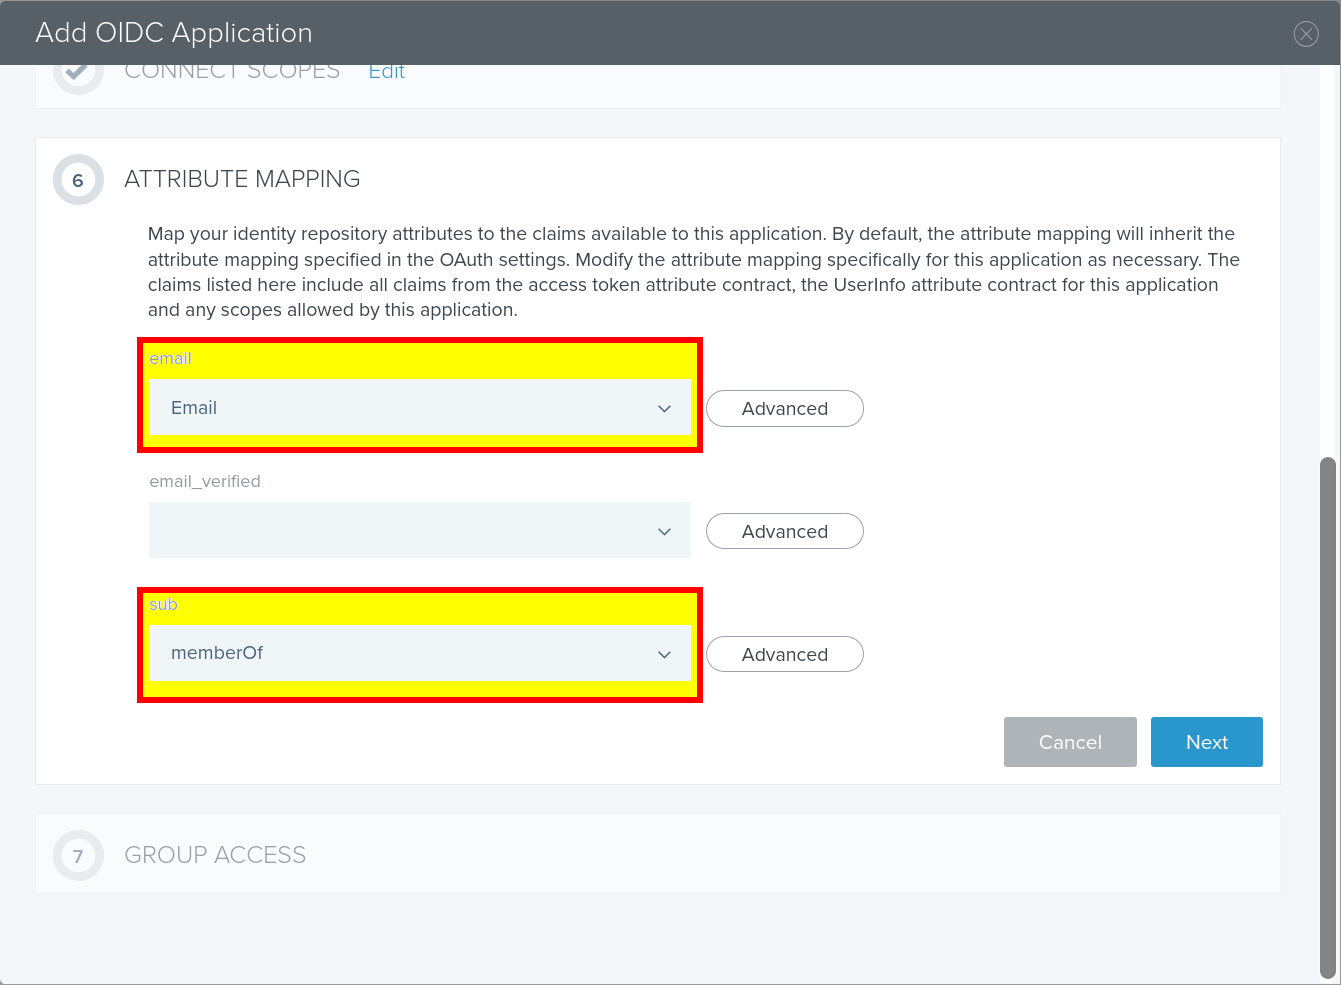 Add OIDC Application
CONNECT SCOPES Edit
6 ATTRIBUTE MAPPING
Map your identity repository attributes to the claims available to this application. By default, the attribute mapping will inherit the
attribute mapping specified in the OAuth settings. Modify the attribute mapping specifically for this application as necessary. The
claims listed here include all claims from the access token attribute contract, the UserInfo attribute contract for this application
and any scopes allowed by this application.
email
Email Advanced
email_verified
Advanced
sub
memberOf Advanced
Cancel Next
7 GROUP ACCESS